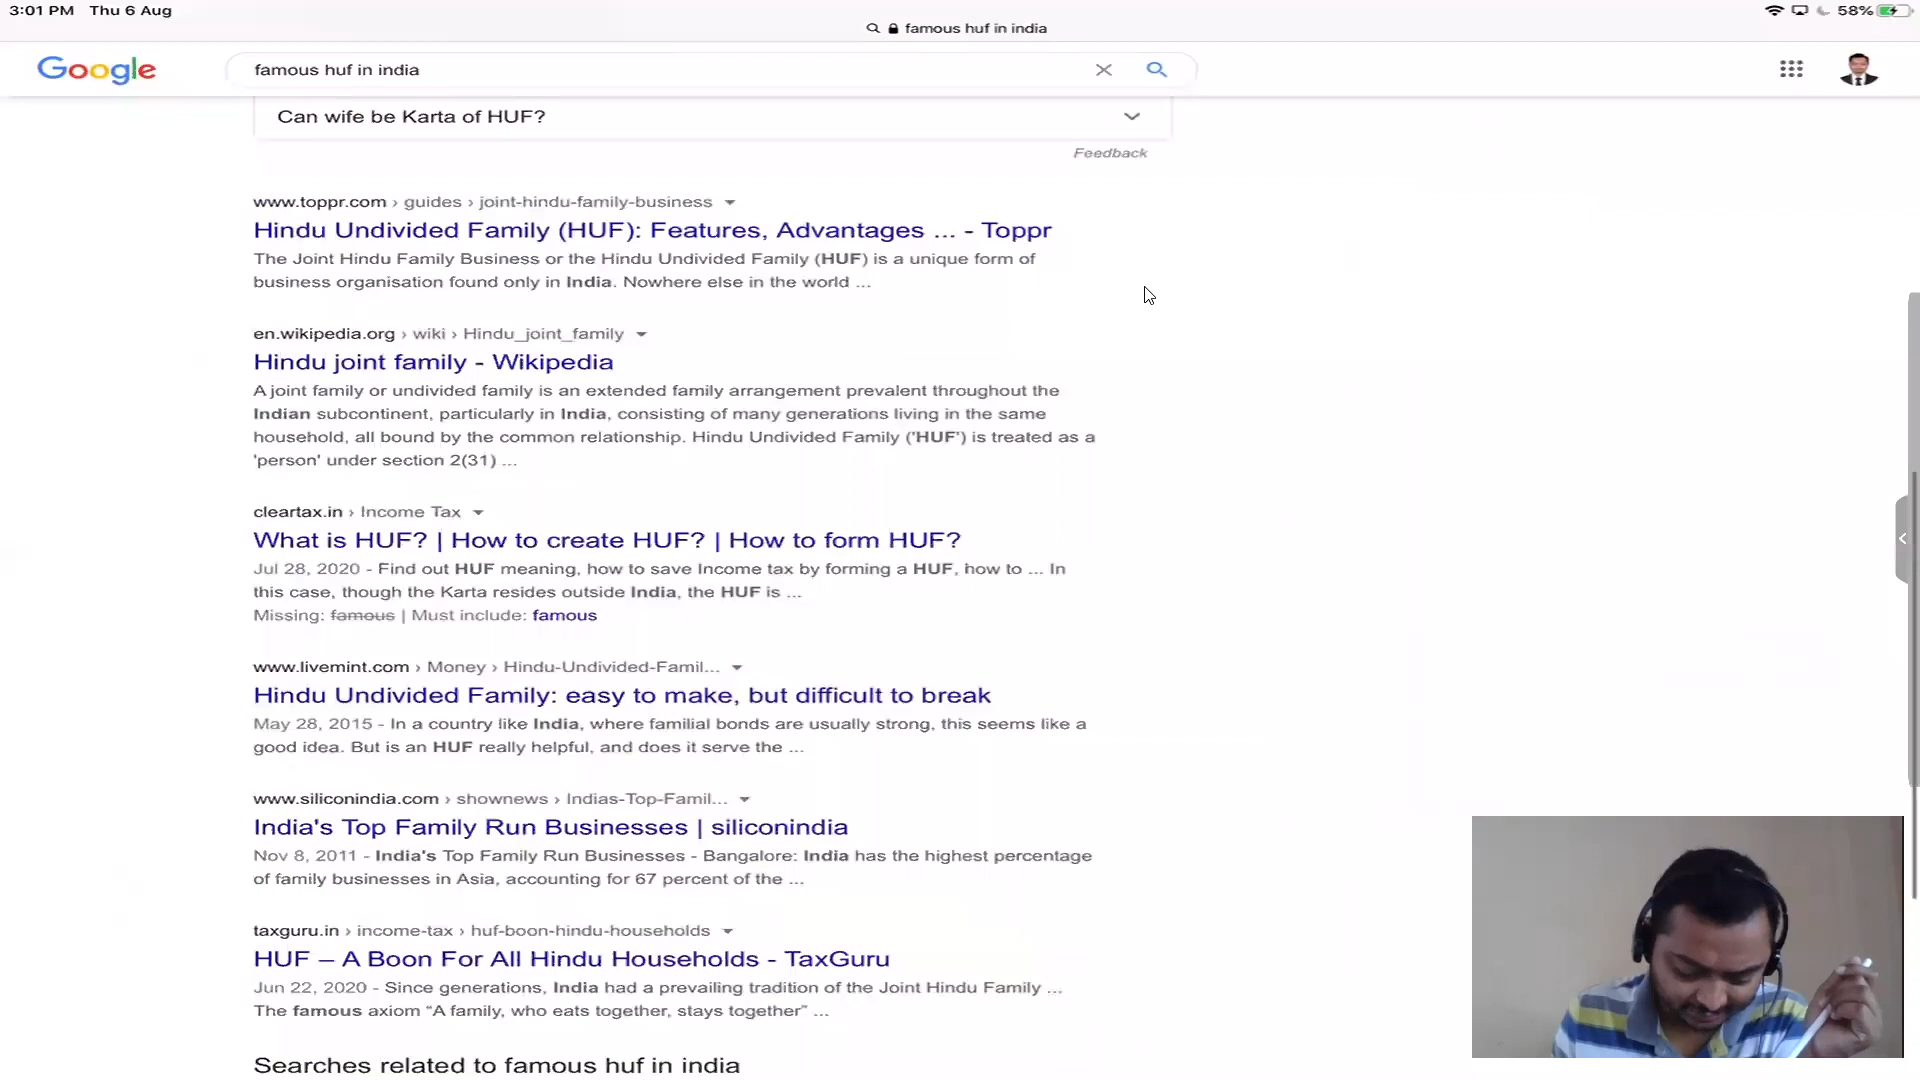 3:01 PM Thu 6 Aug
58%
famous huf in india
Google
famous huf in india
Can wife be Karta of HUF?
Feedback
www.toppr.com › guides › joint-hindu-family-business
Hindu Undivided Family (HUF): Features, Advantages ... - Toppr
The Joint Hindu Family Business or the Hindu Undivided Family (HUF) is a unique form of
business organisation found only in India. Nowhere else in the world ...
en.wikipedia.org › wiki › Hindu_joint_family
Hindu joint family - Wikipedia
A joint family or undivided family is an extended family arrangement prevalent throughout the
Indian subcontinent, particularly in India, consisting of many generations living in the same
household, all bound by the common relationship. Hindu Undivided Family ('HUF') is treated as a
'person' under section 2(31) ...
cleartax.in › Income Tax
What is HUF? | How to create HUF? | How to form HUF?
Jul 28, 2020 - Find out HUF meaning, how to save Income tax by forming a HUF, how to ... In
this case, though the Karta resides outside India, the HUF is ...
Missing: famous | Must include: famous
www.livemint.com › Money › Hindu-Undivided-Famil...
Hindu Undivided Family: easy to make, but difficult to break
May 28, 2015 - In a country like India, where familial bonds are usually strong, this seems like a
good idea. But is an HUF really helpful, and does it serve the ...
www.siliconindia.com › shownews › Indias-Top-Famil...
India's Top Family Run Businesses | siliconindia
Nov 8, 2011 - India's Top Family Run Businesses - Bangalore: India has the highest percentage
of family businesses in Asia, accounting for 67 percent of the ...
taxguru.in › income-tax › huf-boon-hindu-households
HUF – A Boon For All Hindu Households - TaxGuru
Jun 22, 2020 - Since generations, India had a prevailing tradition of the Joint Hindu Family ...
The famous axiom “A family, who eats together, stays together” ...
Searches related to famous huf in india